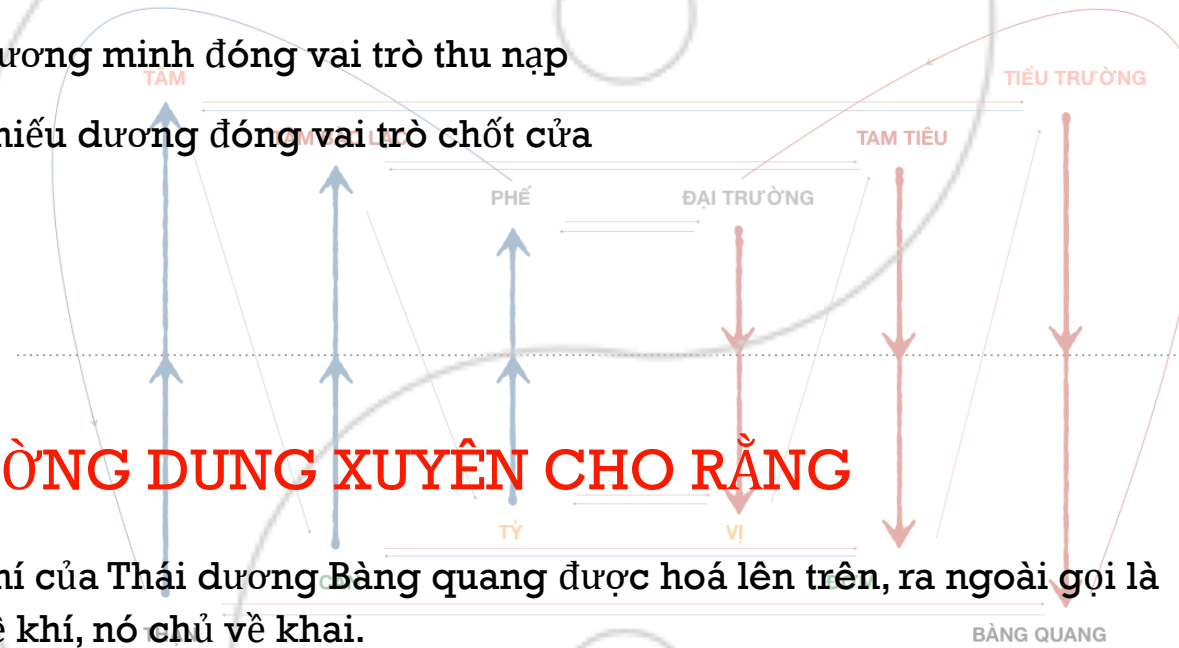 ương minh đóng vai trò thu nạp
TÂM
TIỂU TRƯỜNG
hiếu dương đóng vai trò chốt cửa
TAM TIÊU
PHẾ
ĐẠI TRƯỜNG
ỜNG DUNG XUYÊN CHO RẰNG
TỲ
VỊ
hí của Thái dương Bàng quang được hoá lên trên, ra ngoài gọi là
ệ khí, nó chủ về khai.
BÀNG QUANG